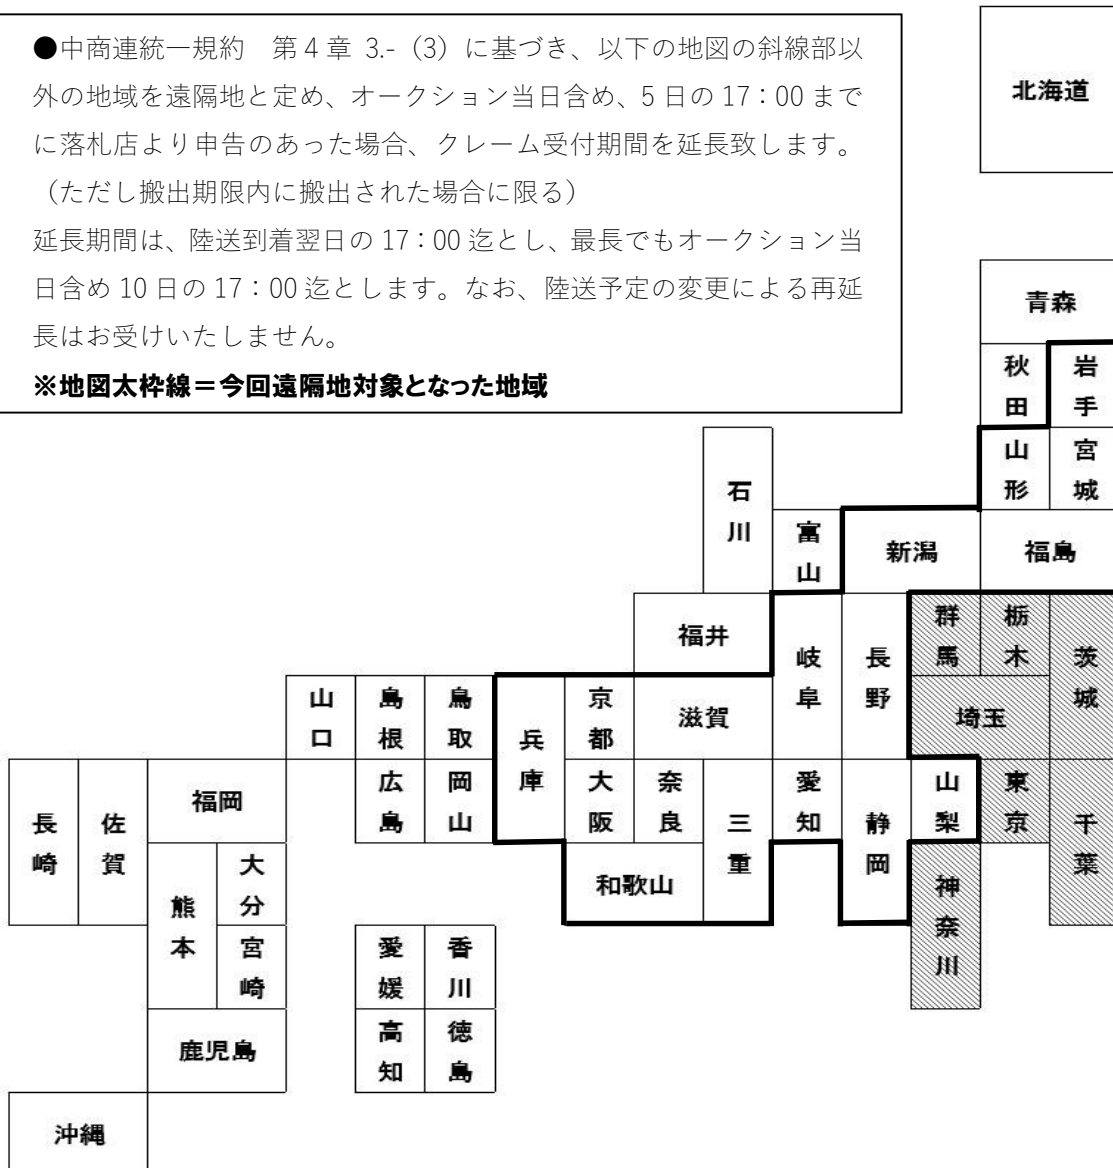 ●中商連統一規約　第4章 3.-（3）に基づき、以下の地図の斜線部以
外の地域を遠隔地と定め、オークション当日含め、5日の17：00まで
に落札店より申告のあった場合、クレーム受付期間を延長致します。
（ただし搬出期限内に搬出された場合に限る）
延長期間は、陸送到着翌日の17：00迄とし、最長でもオークション当
日含め10日の17：00迄とします。なお、陸送予定の変更による再延
長はお受けいたしません。
※地図太枠線＝今回遠隔地対象となった地域
北海道
青森
秋田
岩手
山形
宮城
石川
富山
新潟
福島
福井
岐阜
長野
群馬
栃木
茨城
山口
島根
鳥取
兵庫
京都
滋賀
埼玉
長崎
佐賀
福岡
広島
岡山
大阪
奈良
三重
愛知
静岡
山梨
東京
千葉
熊本
大分
和歌山
神奈川
宮崎
愛媛
香川
鹿児島
高知
徳島
沖縄